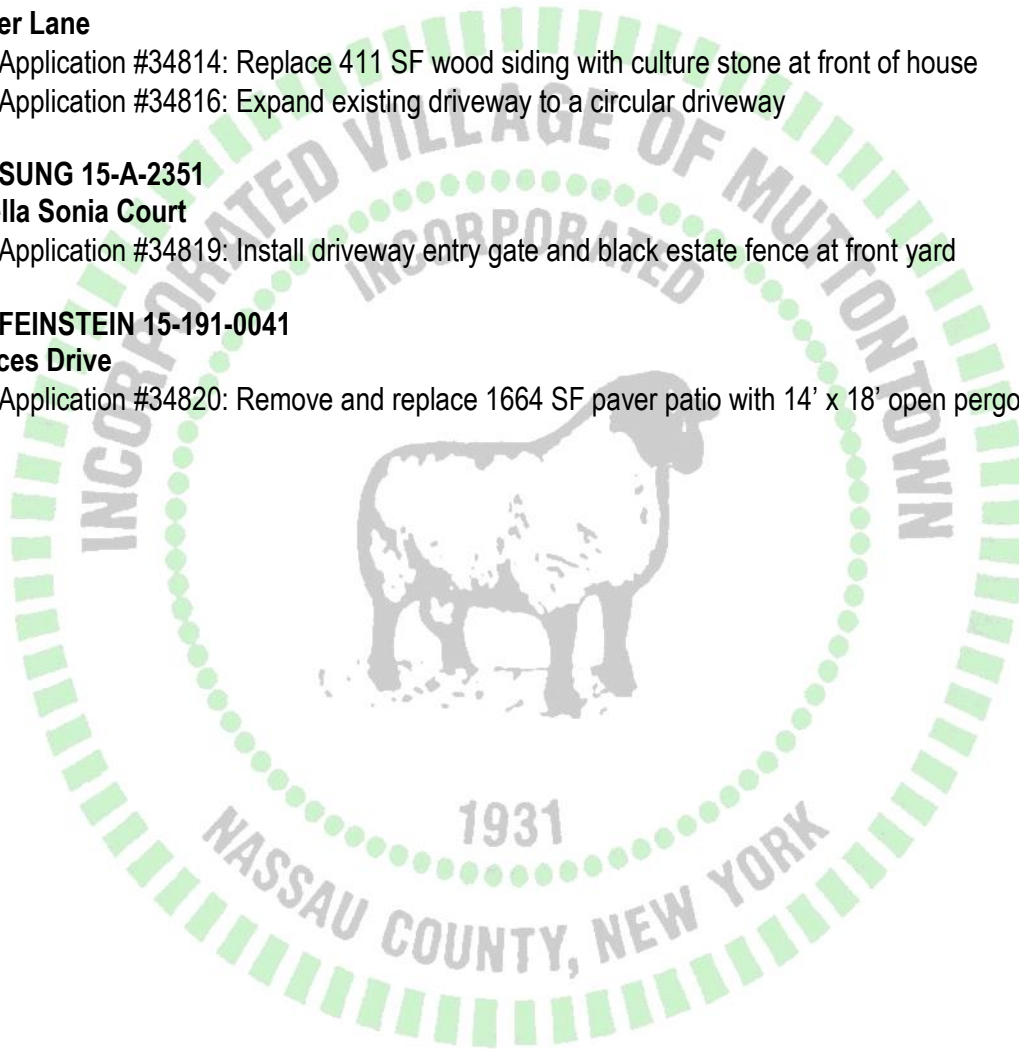 er Lane
Application #34814: Replace 411 SF wood siding with culture stone at front of house
Application #34816: Expand existing driveway to a circular driveway
SUNG 15-A-2351
lla Sonia Court
Application #34819: Install driveway entry gate and black estate fence at front yard
FEINSTEIN 15-191-0041
ces Drive
Application #34820: Remove and replace 1664 SF paver patio with 14’ x 18’ open pergo
INCORPORATED VILLAGE OF MUTTONTOWN
INCORPORATED
1931
NASSAU COUNTY, NEW YORK